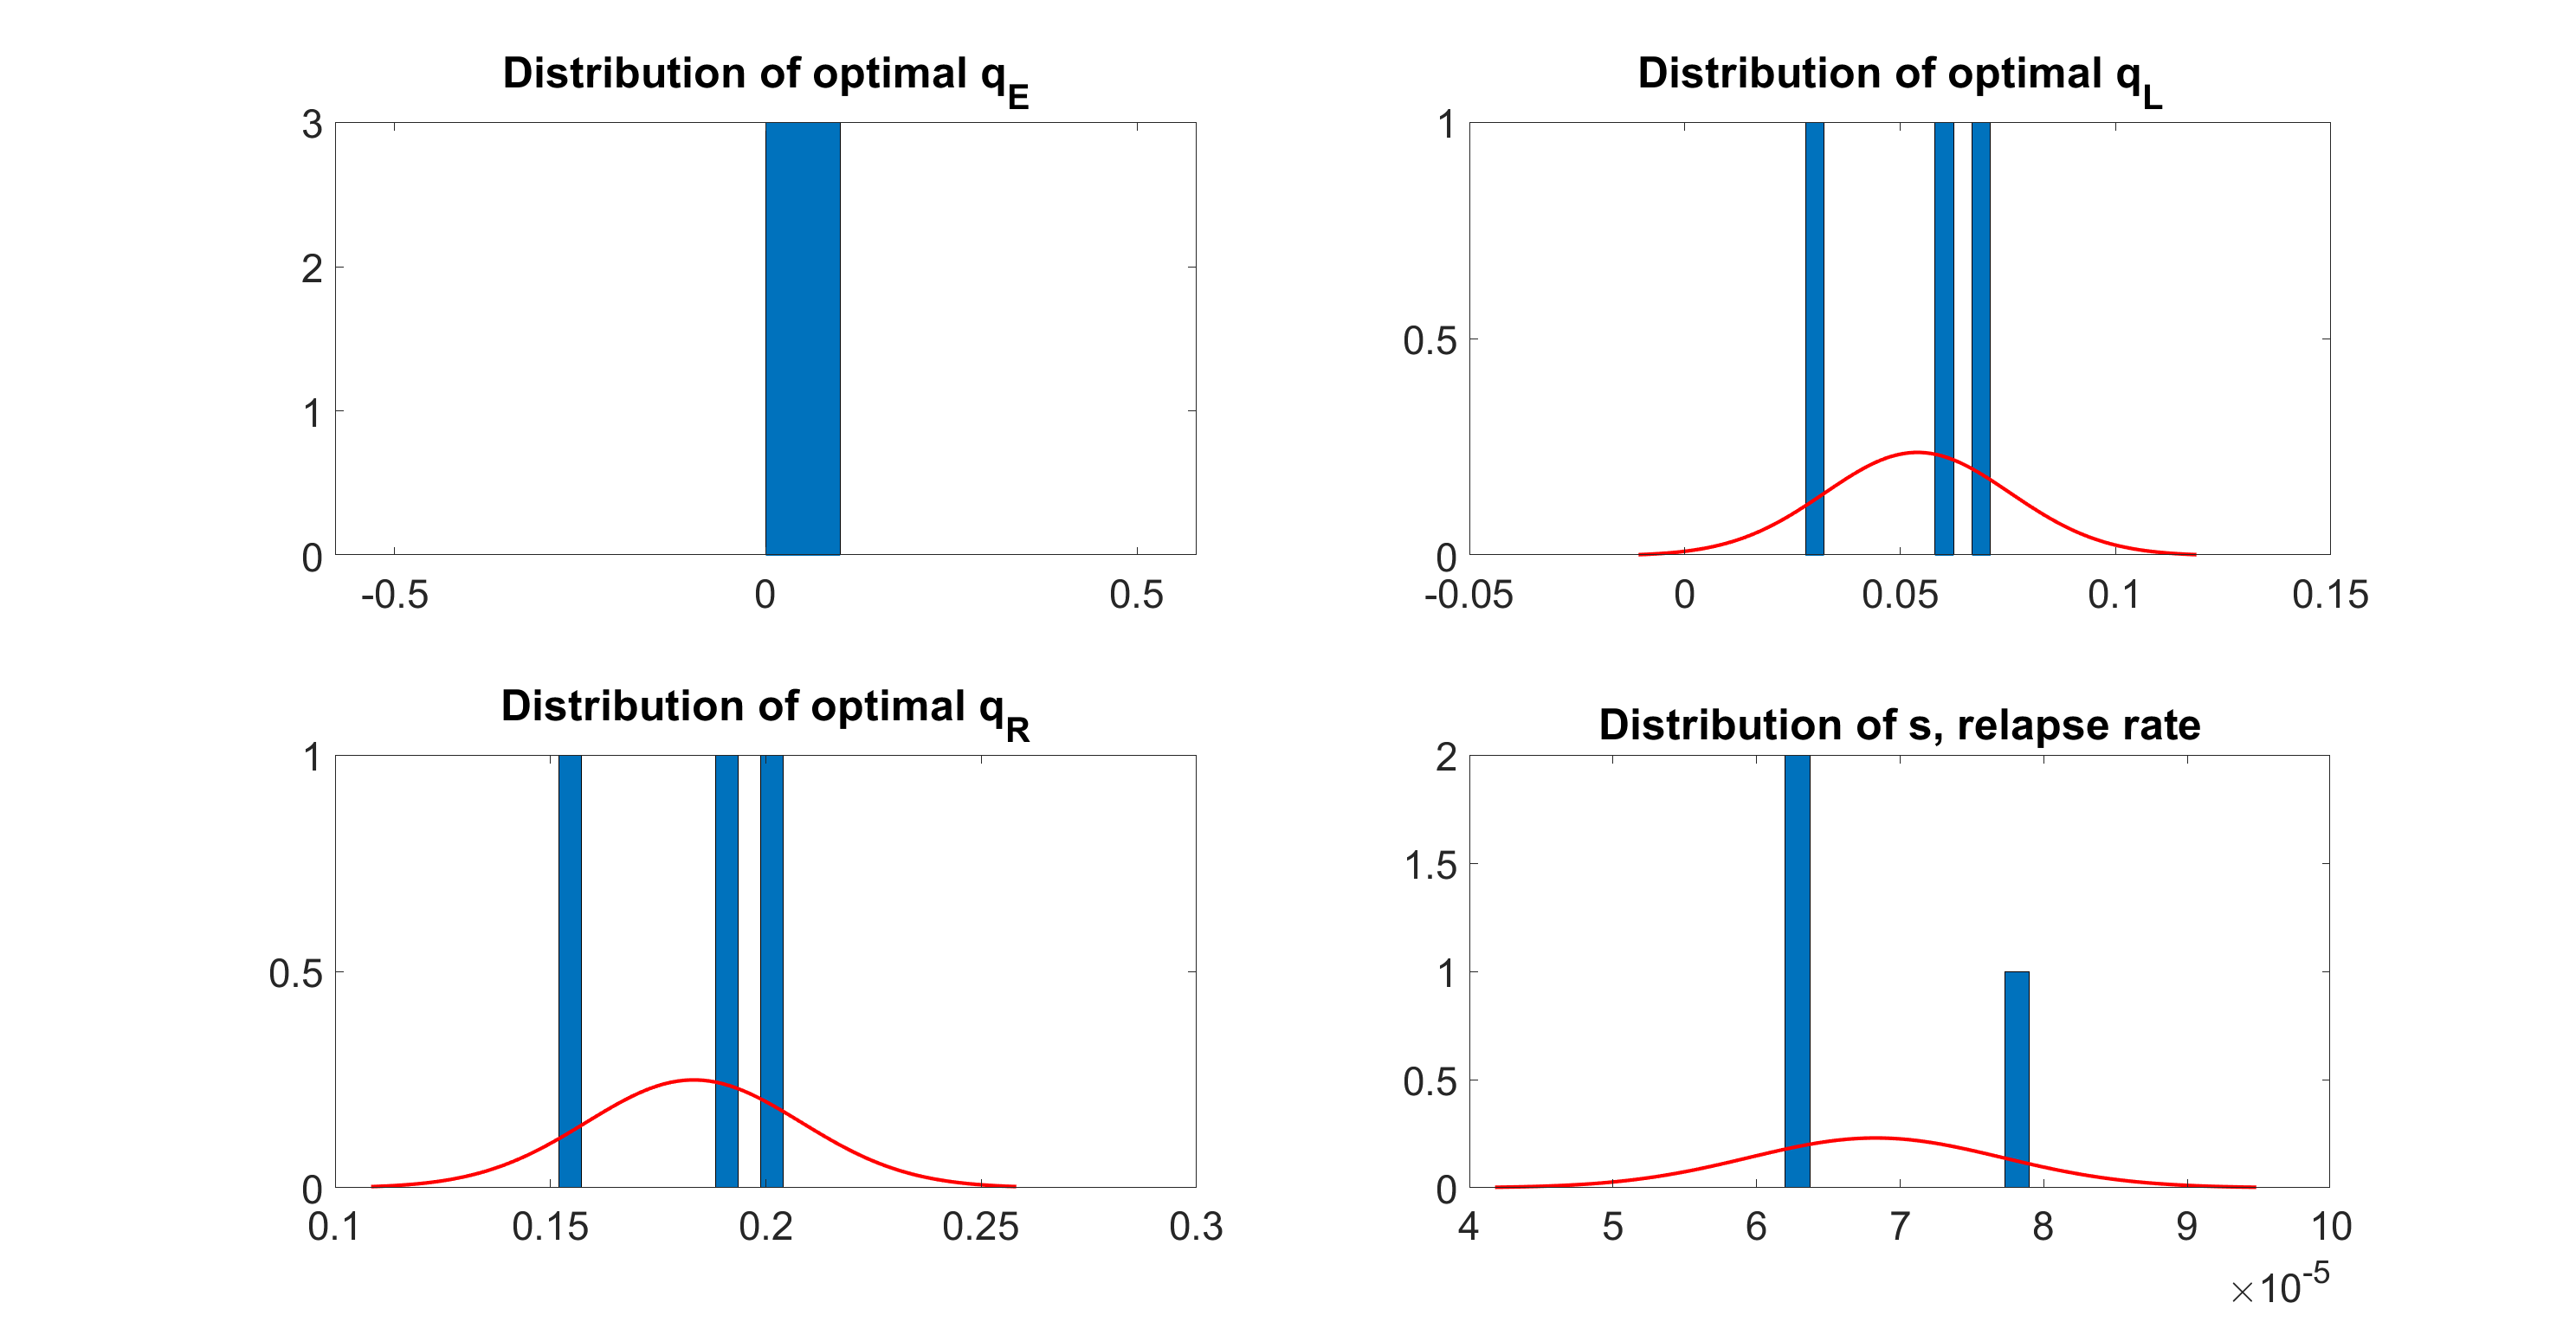 Distribution of optimal q_E
3
2
1
0
-0.5 0 0.5
Distribution of optimal q_L
1
0.5
0
-0.05 0 0.05 0.1 0.15
Distribution of optimal q_R
1
0.5
0
0.1 0.15 0.2 0.25 0.3
Distribution of s, relapse rate
2
1.5
1
0.5
0
4 5 6 7 8 9 10
×10^-5